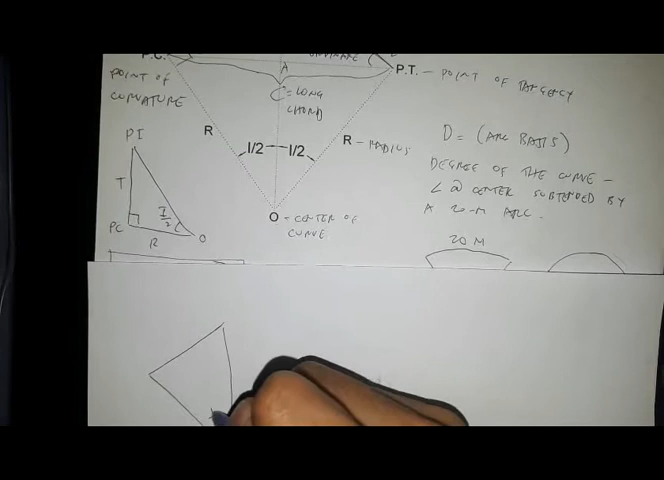 P.C.
A
P.T. - POINT OF TANGENCY
POINT OF
CURVATURE
C = LONG
CHORD
PI
T
I/2
PC
R
O
R
I/2
I/2
R - RADIUS
O - CENTER OF
CURVE
D = (ARC BASIS)
DEGREE OF THE CURVE -
∠ @ CENTER SUBTENDED BY
A 20-M ARC.
20 M